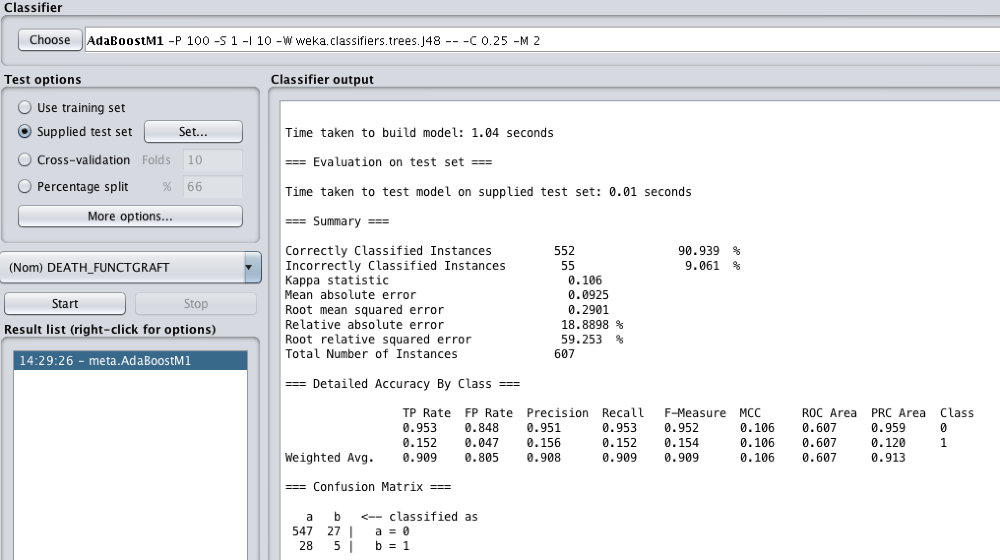 Classifier
Choose
AdaBoostM1 -P 100 -S 1 -I 10 -W weka.classifiers.trees.J48 -- -C 0.25 -M 2
Test options
Use training set
Supplied test set Set...
Cross-validation Folds 10
Percentage split % 66
More options...
(Nom) DEATH_FUNCTGRAFT
Start Stop
Result list (right-click for options)
14:29:26 - meta.AdaBoostM1
Classifier output
Time taken to build model: 1.04 seconds
=== Evaluation on test set ===
Time taken to test model on supplied test set: 0.01 seconds
=== Summary ===
Correctly Classified Instances 552 90.939 %
Incorrectly Classified Instances 55 9.061 %
Kappa statistic 0.106
Mean absolute error 0.0925
Root mean squared error 0.2901
Relative absolute error 18.8898 %
Root relative squared error 59.253 %
Total Number of Instances 607
=== Detailed Accuracy By Class ===
TP Rate FP Rate Precision Recall F-Measure MCC ROC Area PRC Area Class
0.953 0.848 0.951 0.953 0.952 0.106 0.607 0.959 0
0.152 0.047 0.156 0.152 0.154 0.106 0.607 0.120 1
Weighted Avg. 0.909 0.805 0.908 0.909 0.909 0.106 0.607 0.913
=== Confusion Matrix ===
a b <-- classified as
547 27 | a = 0
28 5 | b = 1